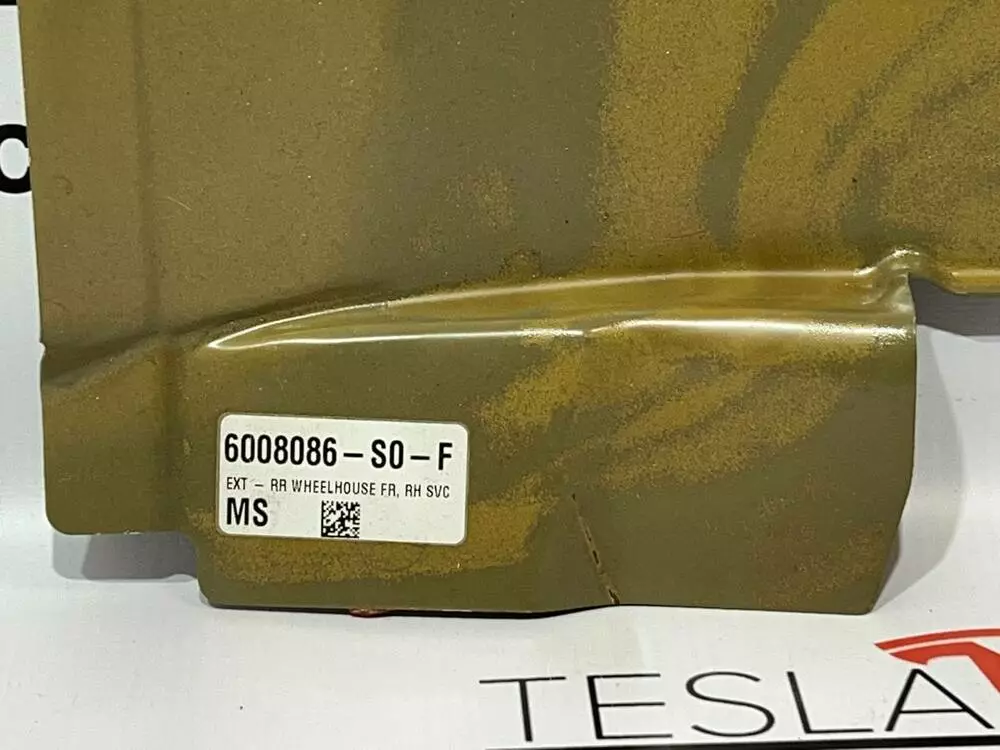 6008086-S0-F
EXT - RR WHEELHOUSE FR, RH SVC
MS
TESLA